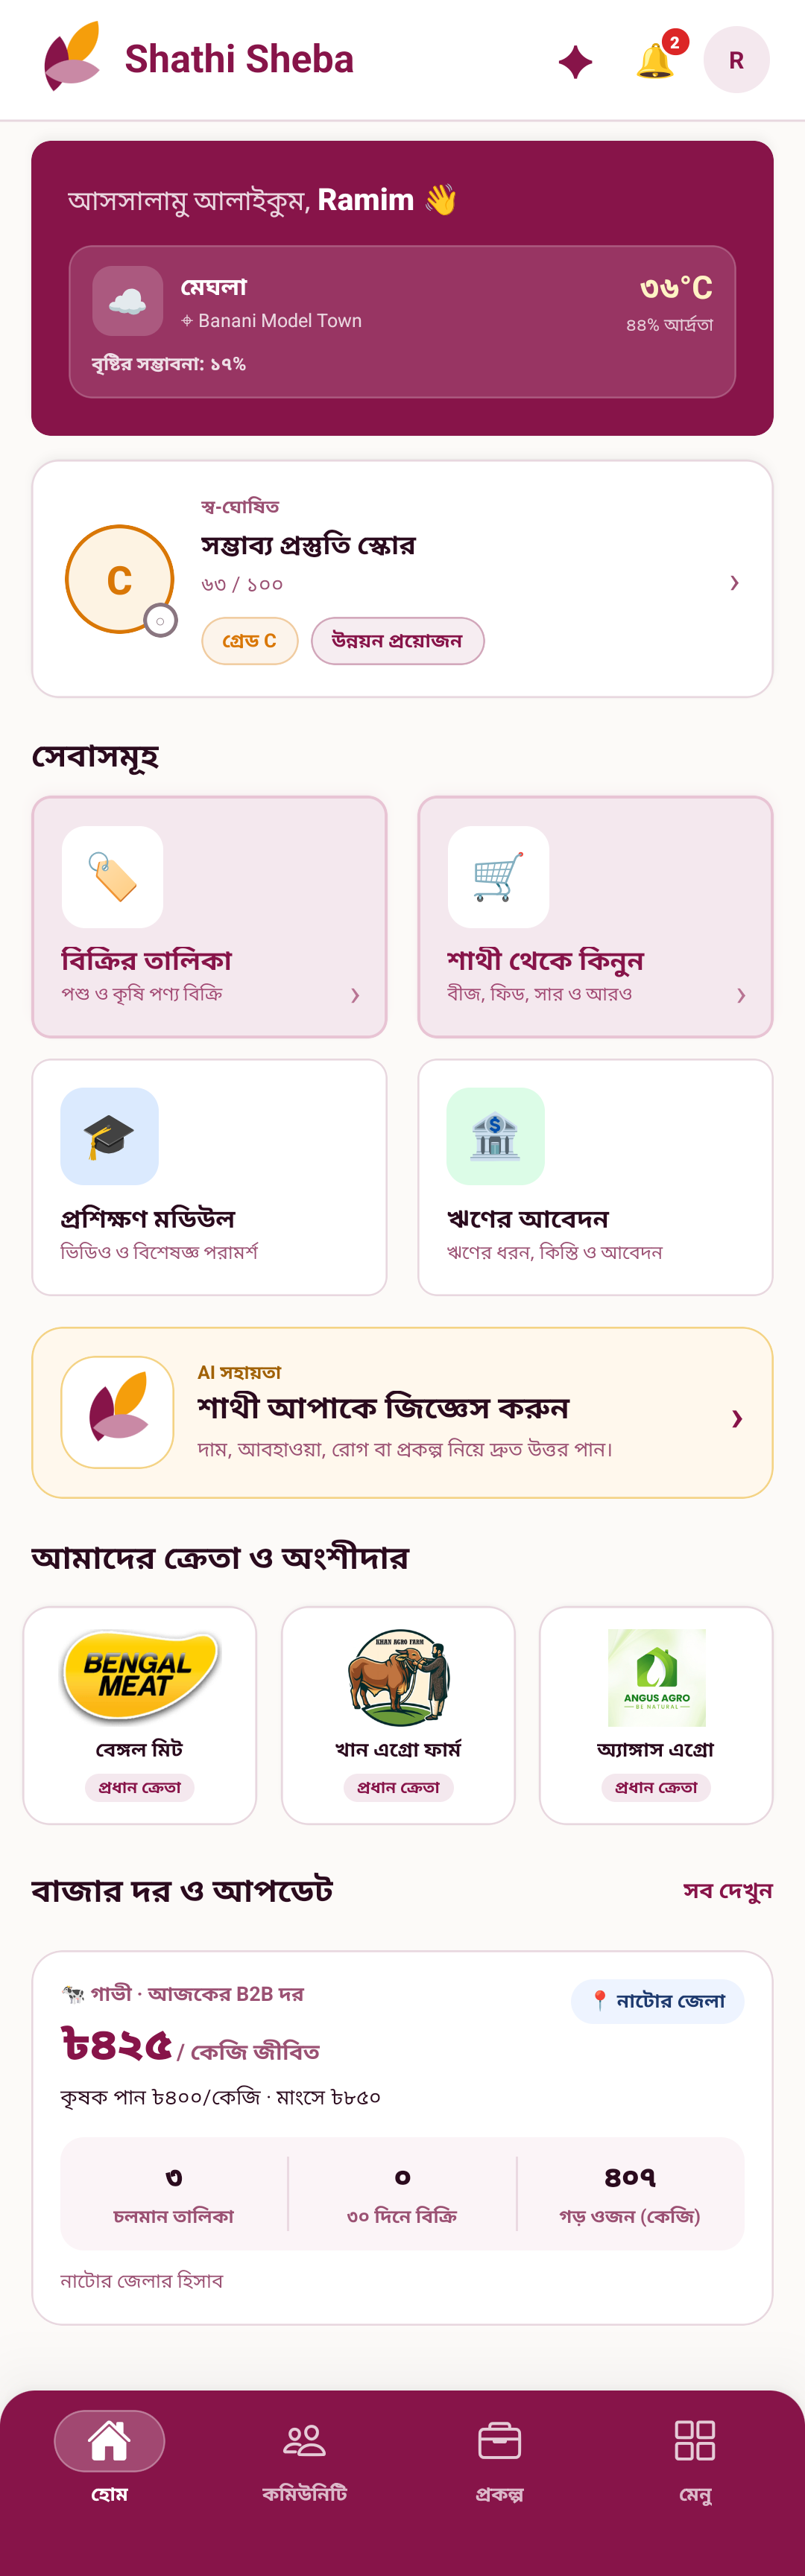 Shathi Sheba
2
R
আসসালামু আলাইকুম, Ramim 👋
মেঘলা
৩৬°C
⌖ Banani Model Town
৪৪% আর্দ্রতা
বৃষ্টির সম্ভাবনা: ১৭%
স্ব-ঘোষিত
সম্ভাব্য প্রস্তুতি স্কোর
C
৬৩ / ১০০
গ্রেড C
উন্নয়ন প্রয়োজন
সেবাসমূহ
বিক্রির তালিকা
পশু ও কৃষি পণ্য বিক্রি
শাথী থেকে কিনুন
বীজ, ফিড, সার ও আরও
প্রশিক্ষণ মডিউল
ভিডিও ও বিশেষজ্ঞ পরামর্শ
ঋণের আবেদন
ঋণের ধরন, কিস্তি ও আবেদন
AI সহায়তা
শাথী আপাকে জিজ্ঞেস করুন
দাম, আবহাওয়া, রোগ বা প্রকল্প নিয়ে দ্রুত উত্তর পান।
আমাদের ক্রেতা ও অংশীদার
BENGAL
MEAT
বেঙ্গল মিট
প্রধান ক্রেতা
KHAN AGRO FARM
খান এগ্রো ফার্ম
প্রধান ক্রেতা
ANGUS AGRO
BE NATURAL
অ্যাঙ্গাস এগ্রো
প্রধান ক্রেতা
বাজার দর ও আপডেট
সব দেখুন
🐄 গাভী · আজকের B2B দর
📍 নাটোর জেলা
৳৪২৫ / কেজি জীবিত
কৃষক পান ৳৪০০/কেজি · মাংসে ৳৮৫০
৩
চলমান তালিকা
০
৩০ দিনে বিক্রি
৪০৭
গড় ওজন (কেজি)
নাটোর জেলার হিসাব
হোম
কমিউনিটি
প্রকল্প
মেনু